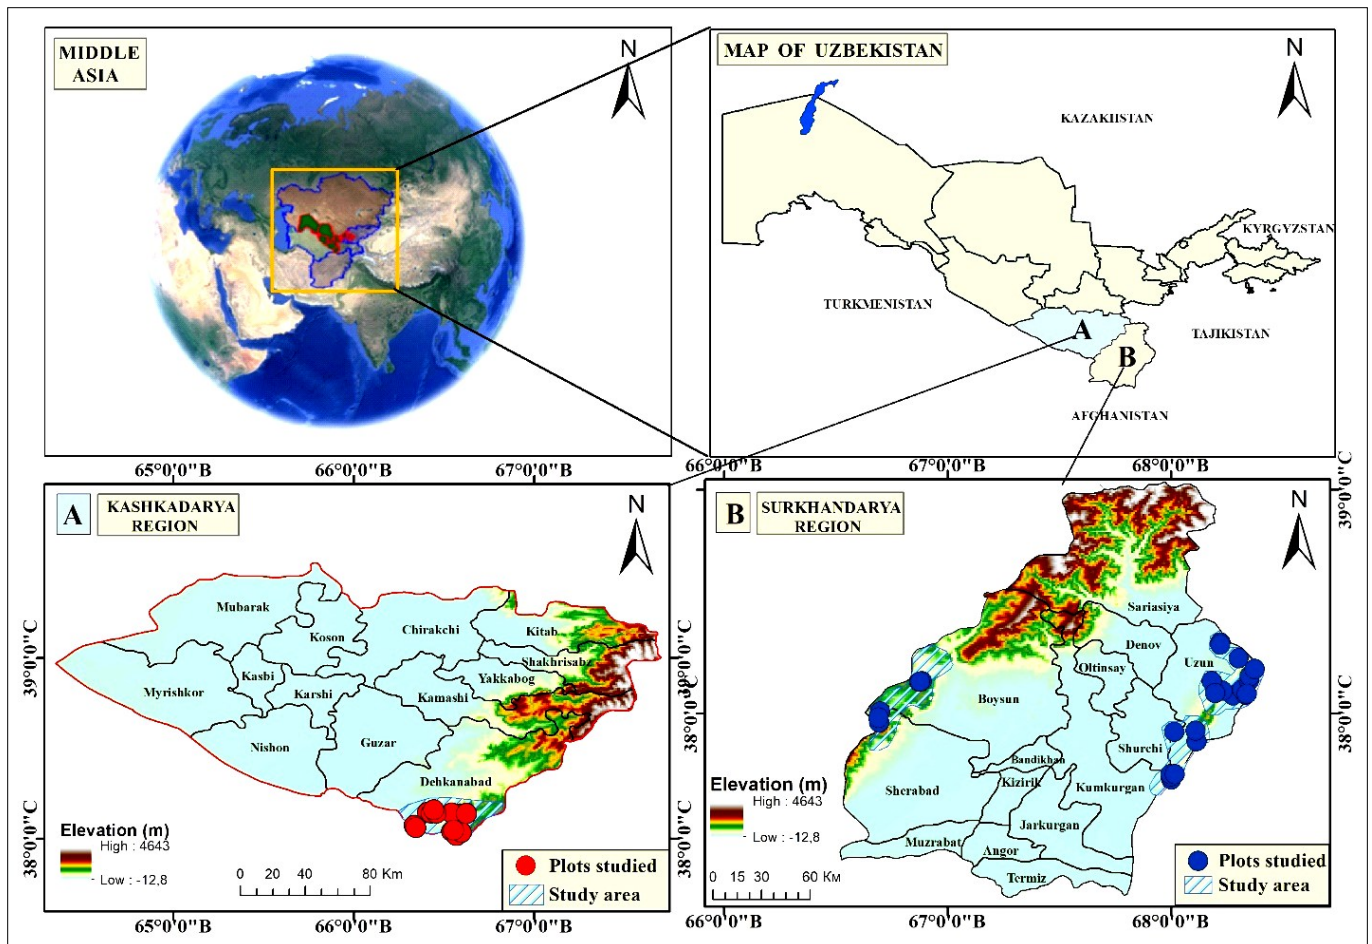 MIDDLE
ASIA
N
MAP OF UZBEKISTAN
N
KAZAKHSTAN
KYRGYZSTAN
TURKMENISTAN
TAJIKISTAN
A
B
AFGHANISTAN
65°0'0"B
66°0'0"B
67°0'0"B
A
KASHKADARYA
REGION
N
Mubarak
Koson
Chirakchi
Kitab
Shakhrisabz
Yakkabog
Kasbi
Myrishkor
Karshi
Kamashi
Nishon
Guzar
Dehkanabad
39°0'0"C
38°0'0"C
Elevation (m)
High : 4643
Low : -12,8
0 20 40 80 Km
Plots studied
Study area
65°0'0"B
66°0'0"B
67°0'0"B
66°0'0"B
67°0'0"B
68°0'0"B
B
SURKHANDARYA
REGION
N
Sariasiya
Denov
Uzun
Oltinsay
Boysun
Shurchi
Bandikhan
Kizirik
Kumkurgan
Sherabad
Jarkurgan
Muzrabat
Angor
Termiz
39°0'0"C
38°0'0"C
39°0'0"C
38°0'0"C
Elevation (m)
High : 4643
Low : -12,8
0 15 30 60 Km
Plots studied
Study area
66°0'0"B
67°0'0"B
68°0'0"B